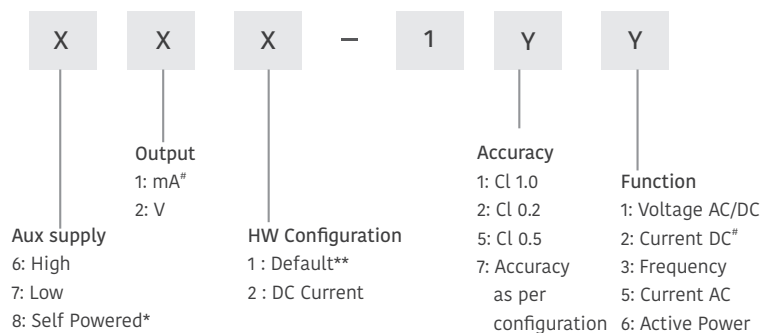 X X X – 1 Y Y
Output
1: mA#
2: V
Aux supply
6: High
7: Low
8: Self Powered*
HW Configuration
1 : Default**
2 : DC Current
Accuracy
1: Cl 1.0
2: Cl 0.2
5: Cl 0.5
7: Accuracy
as per
configuration
Function
1: Voltage AC/DC
2: Current DC#
3: Frequency
5: Current AC
6: Active Power